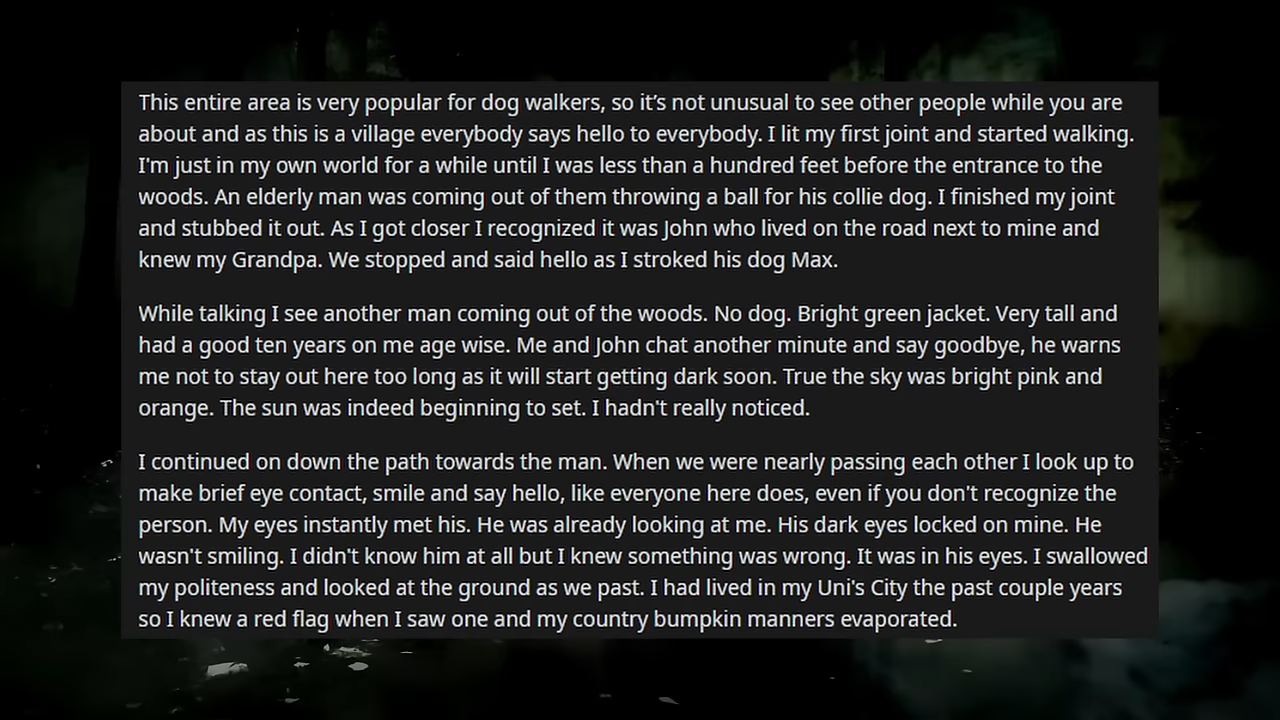 This entire area is very popular for dog walkers, so it's not unusual to see other people while you are
about and as this is a village everybody says hello to everybody. I lit my first joint and started walking.
I'm just in my own world for a while until I was less than a hundred feet before the entrance to the
woods. An elderly man was coming out of them throwing a ball for his collie dog. I finished my joint
and stubbed it out. As I got closer I recognized it was John who lived on the road next to mine and
knew my Grandpa. We stopped and said hello as I stroked his dog Max.
While talking I see another man coming out of the woods. No dog. Bright green jacket. Very tall and
had a good ten years on me age wise. Me and John chat another minute and say goodbye, he warns
me not to stay out here too long as it will start getting dark soon. True the sky was bright pink and
orange. The sun was indeed beginning to set. I hadn't really noticed.
I continued on down the path towards the man. When we were nearly passing each other I look up to
make brief eye contact, smile and say hello, like everyone here does, even if you don't recognize the
person. My eyes instantly met his. He was already looking at me. His dark eyes locked on mine. He
wasn't smiling. I didn't know him at all but I knew something was wrong. It was in his eyes. I swallowed
my politeness and looked at the ground as we past. I had lived in my Uni's City the past couple years
so I knew a red flag when I saw one and my country bumpkin manners evaporated.